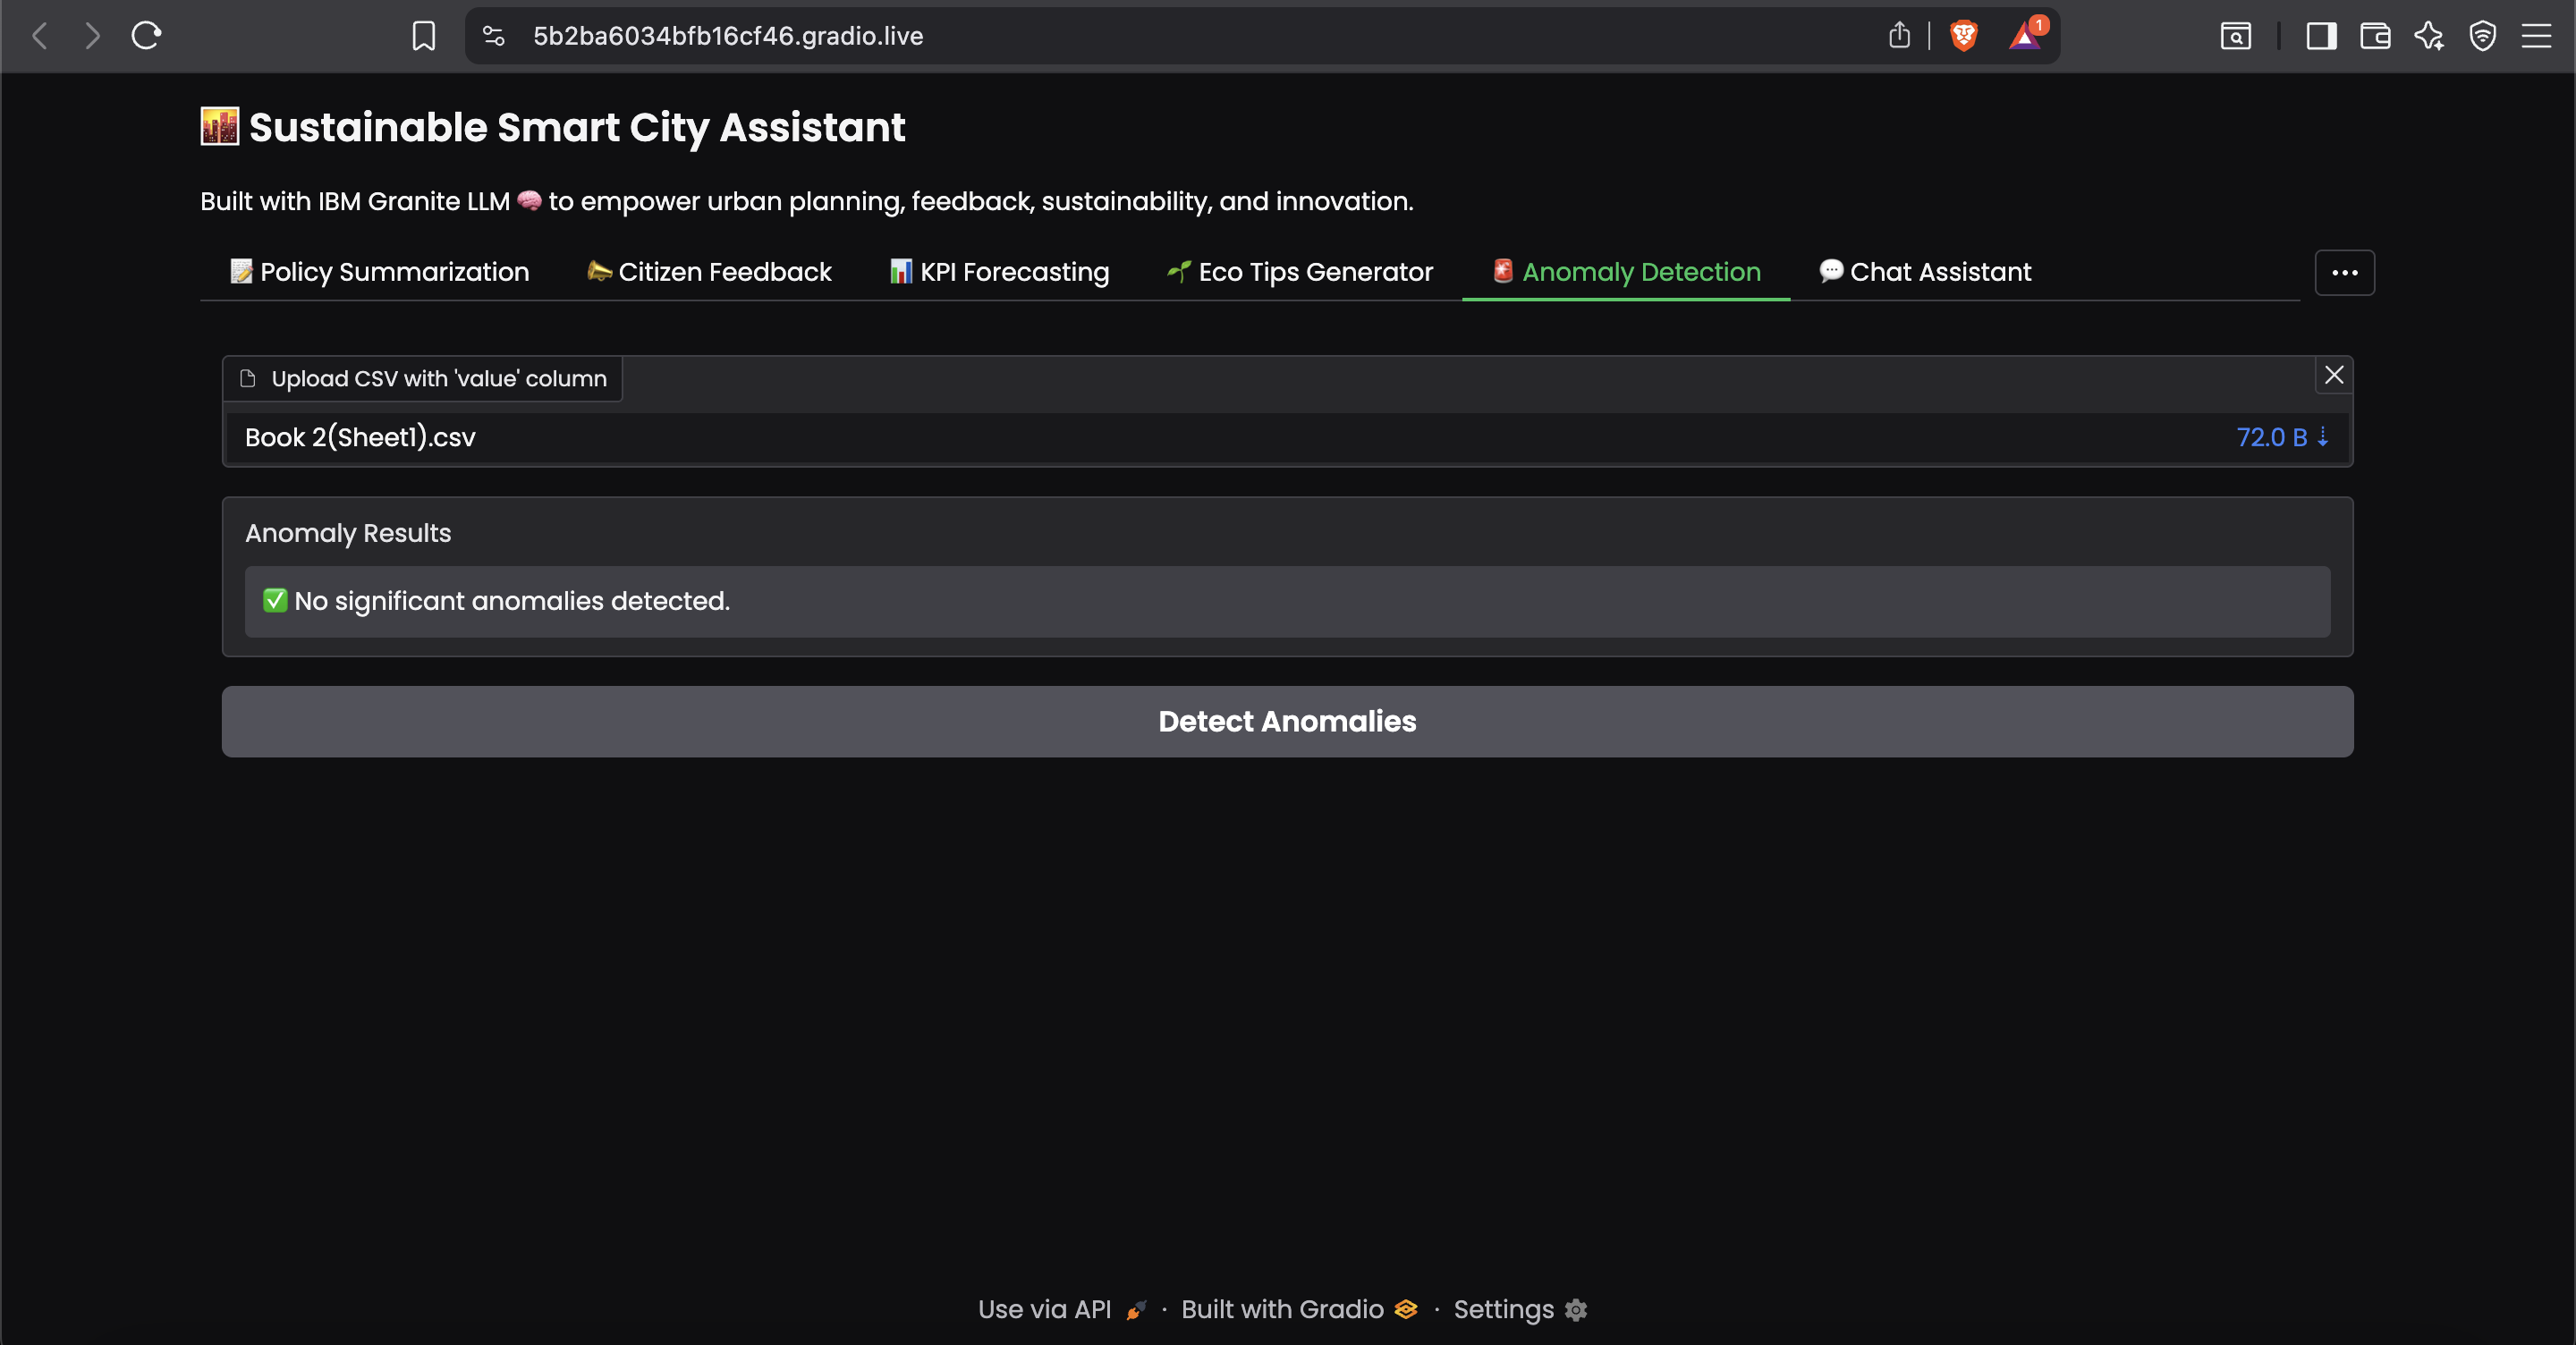 5b2ba6034bfb16cf46.gradio.live
1
🌇 Sustainable Smart City Assistant
Built with IBM Granite LLM 🧠 to empower urban planning, feedback, sustainability, and innovation.
📝 Policy Summarization 📣 Citizen Feedback 📊 KPI Forecasting 🌱 Eco Tips Generator 🚨 Anomaly Detection 💬 Chat Assistant
Upload CSV with 'value' column
Book 2(Sheet1).csv 72.0 B ⇣
Anomaly Results
✅ No significant anomalies detected.
Detect Anomalies
Use via API · Built with Gradio · Settings